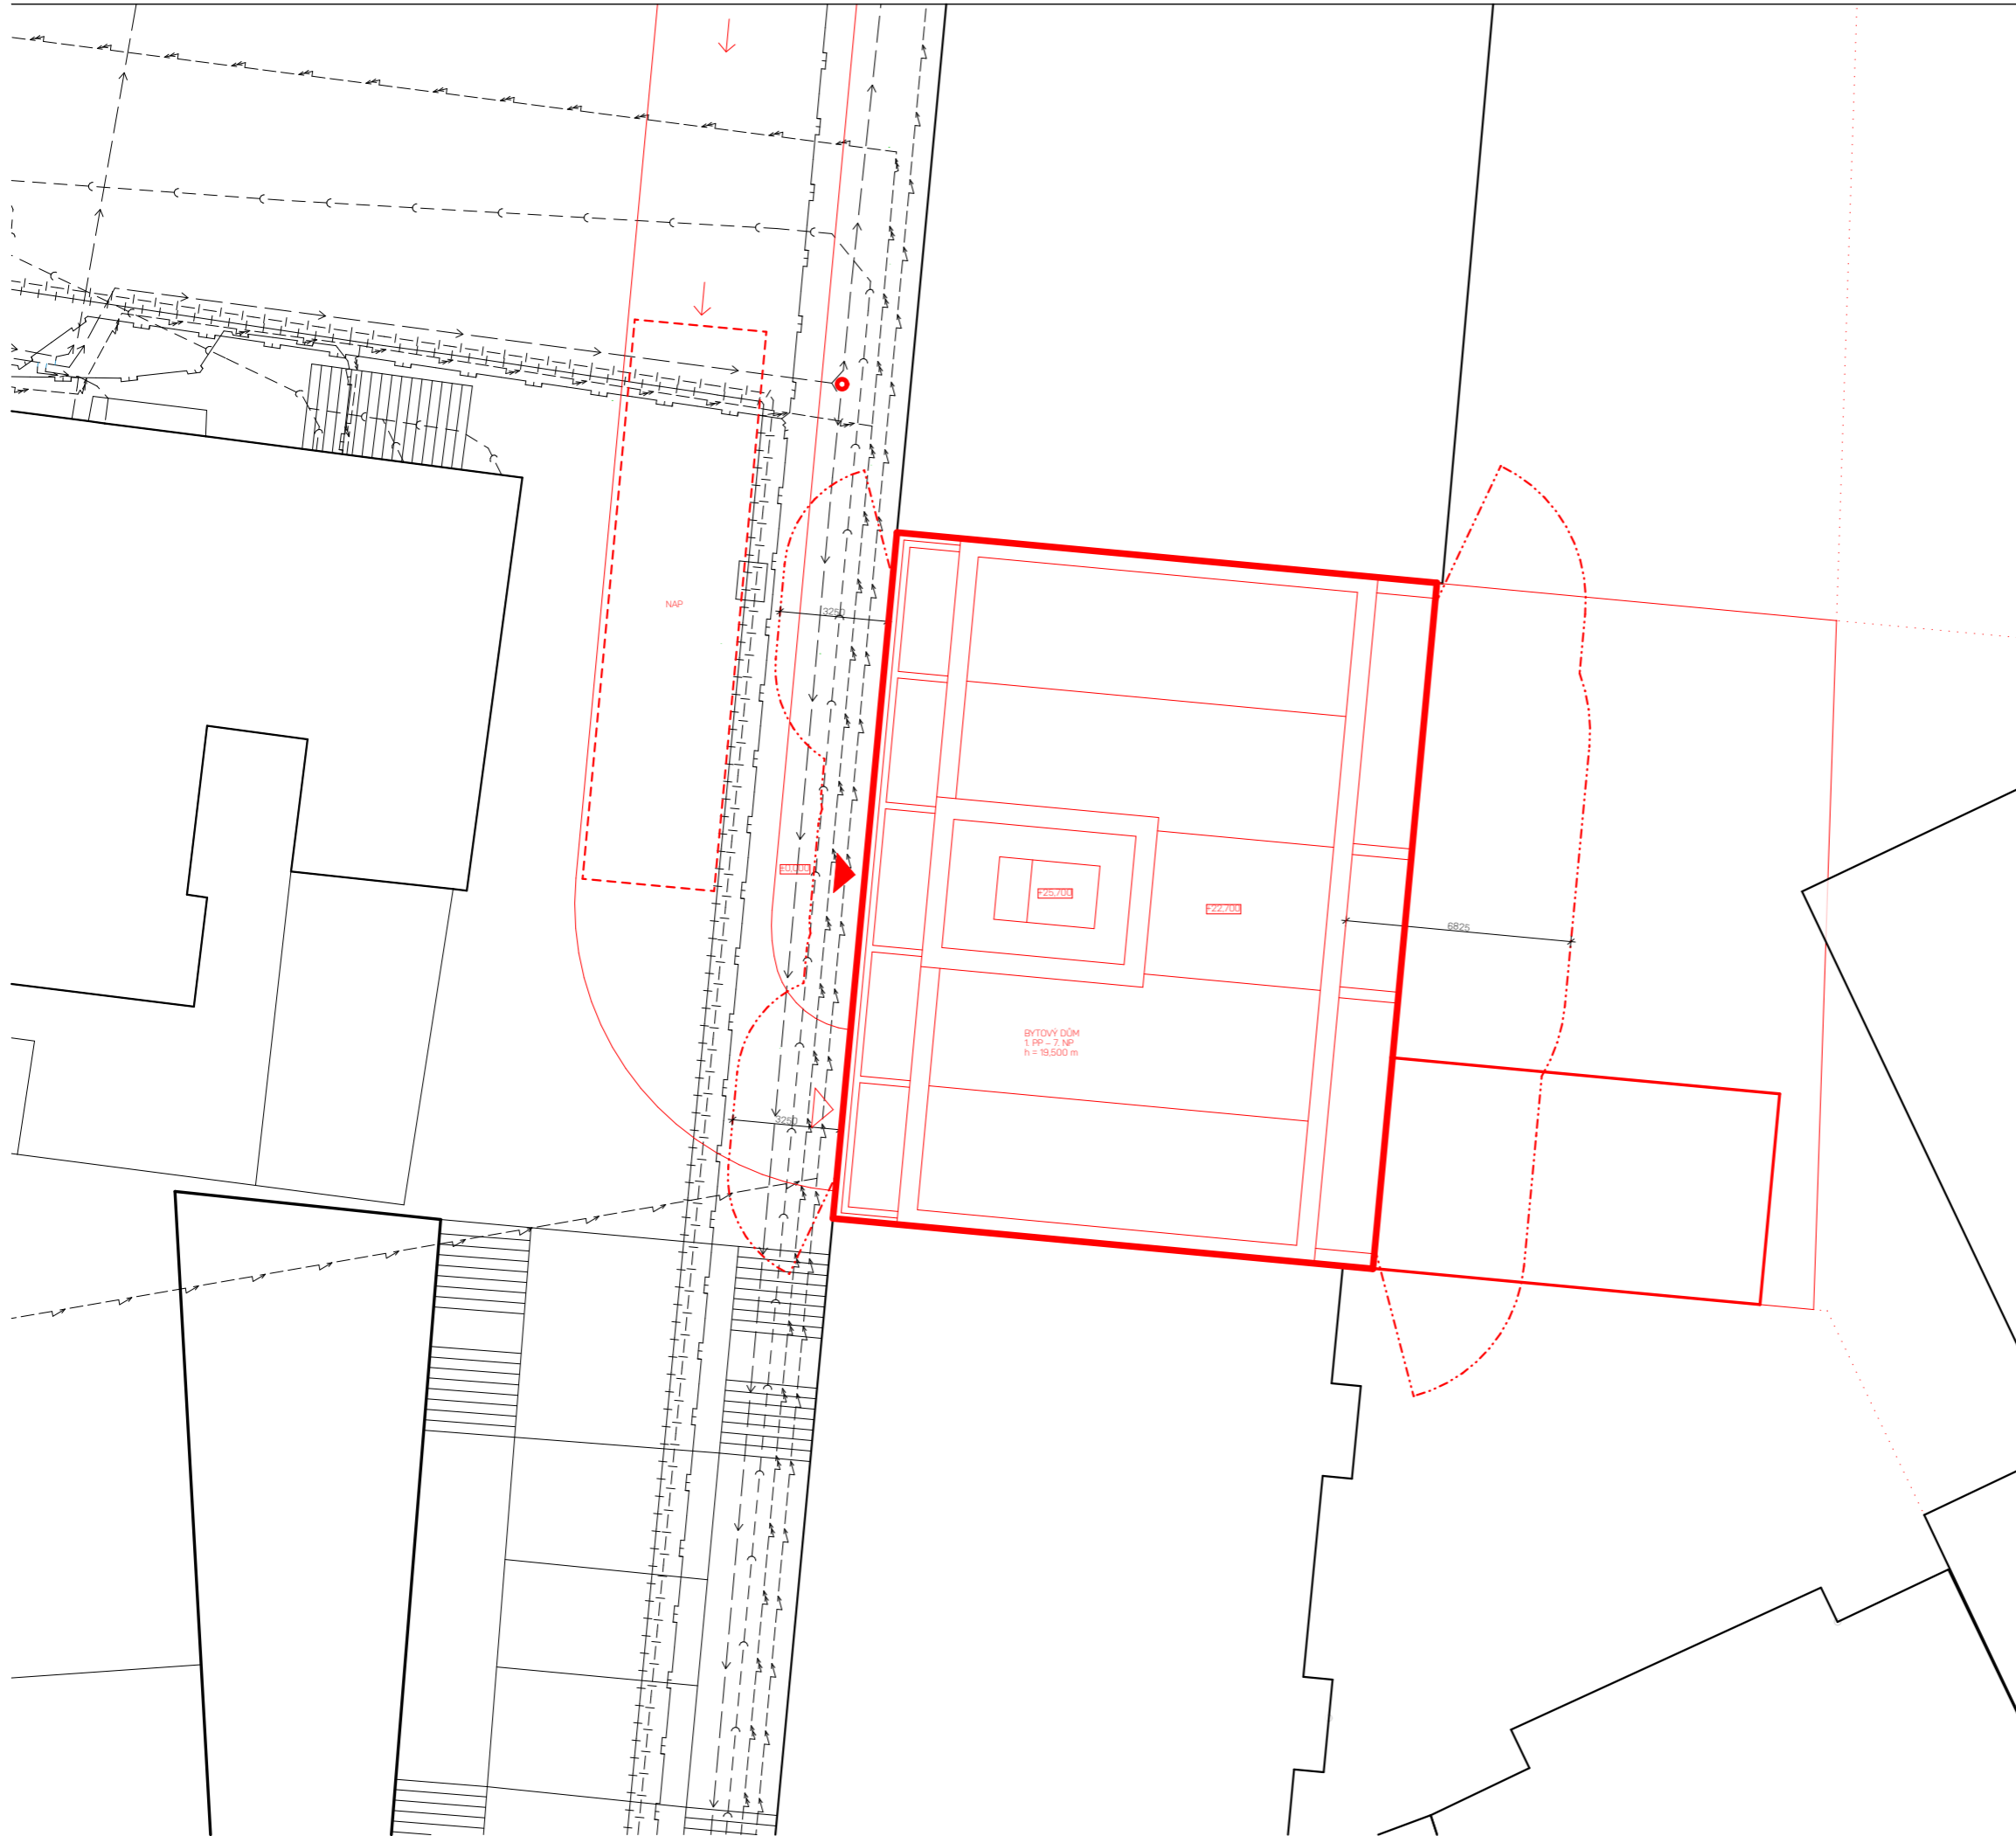 NAP
3250
±0,000
+25,700
+22,700
6825
BYTOVÝ DŮM
1. PP – 7. NP
h = 19,500 m
3250